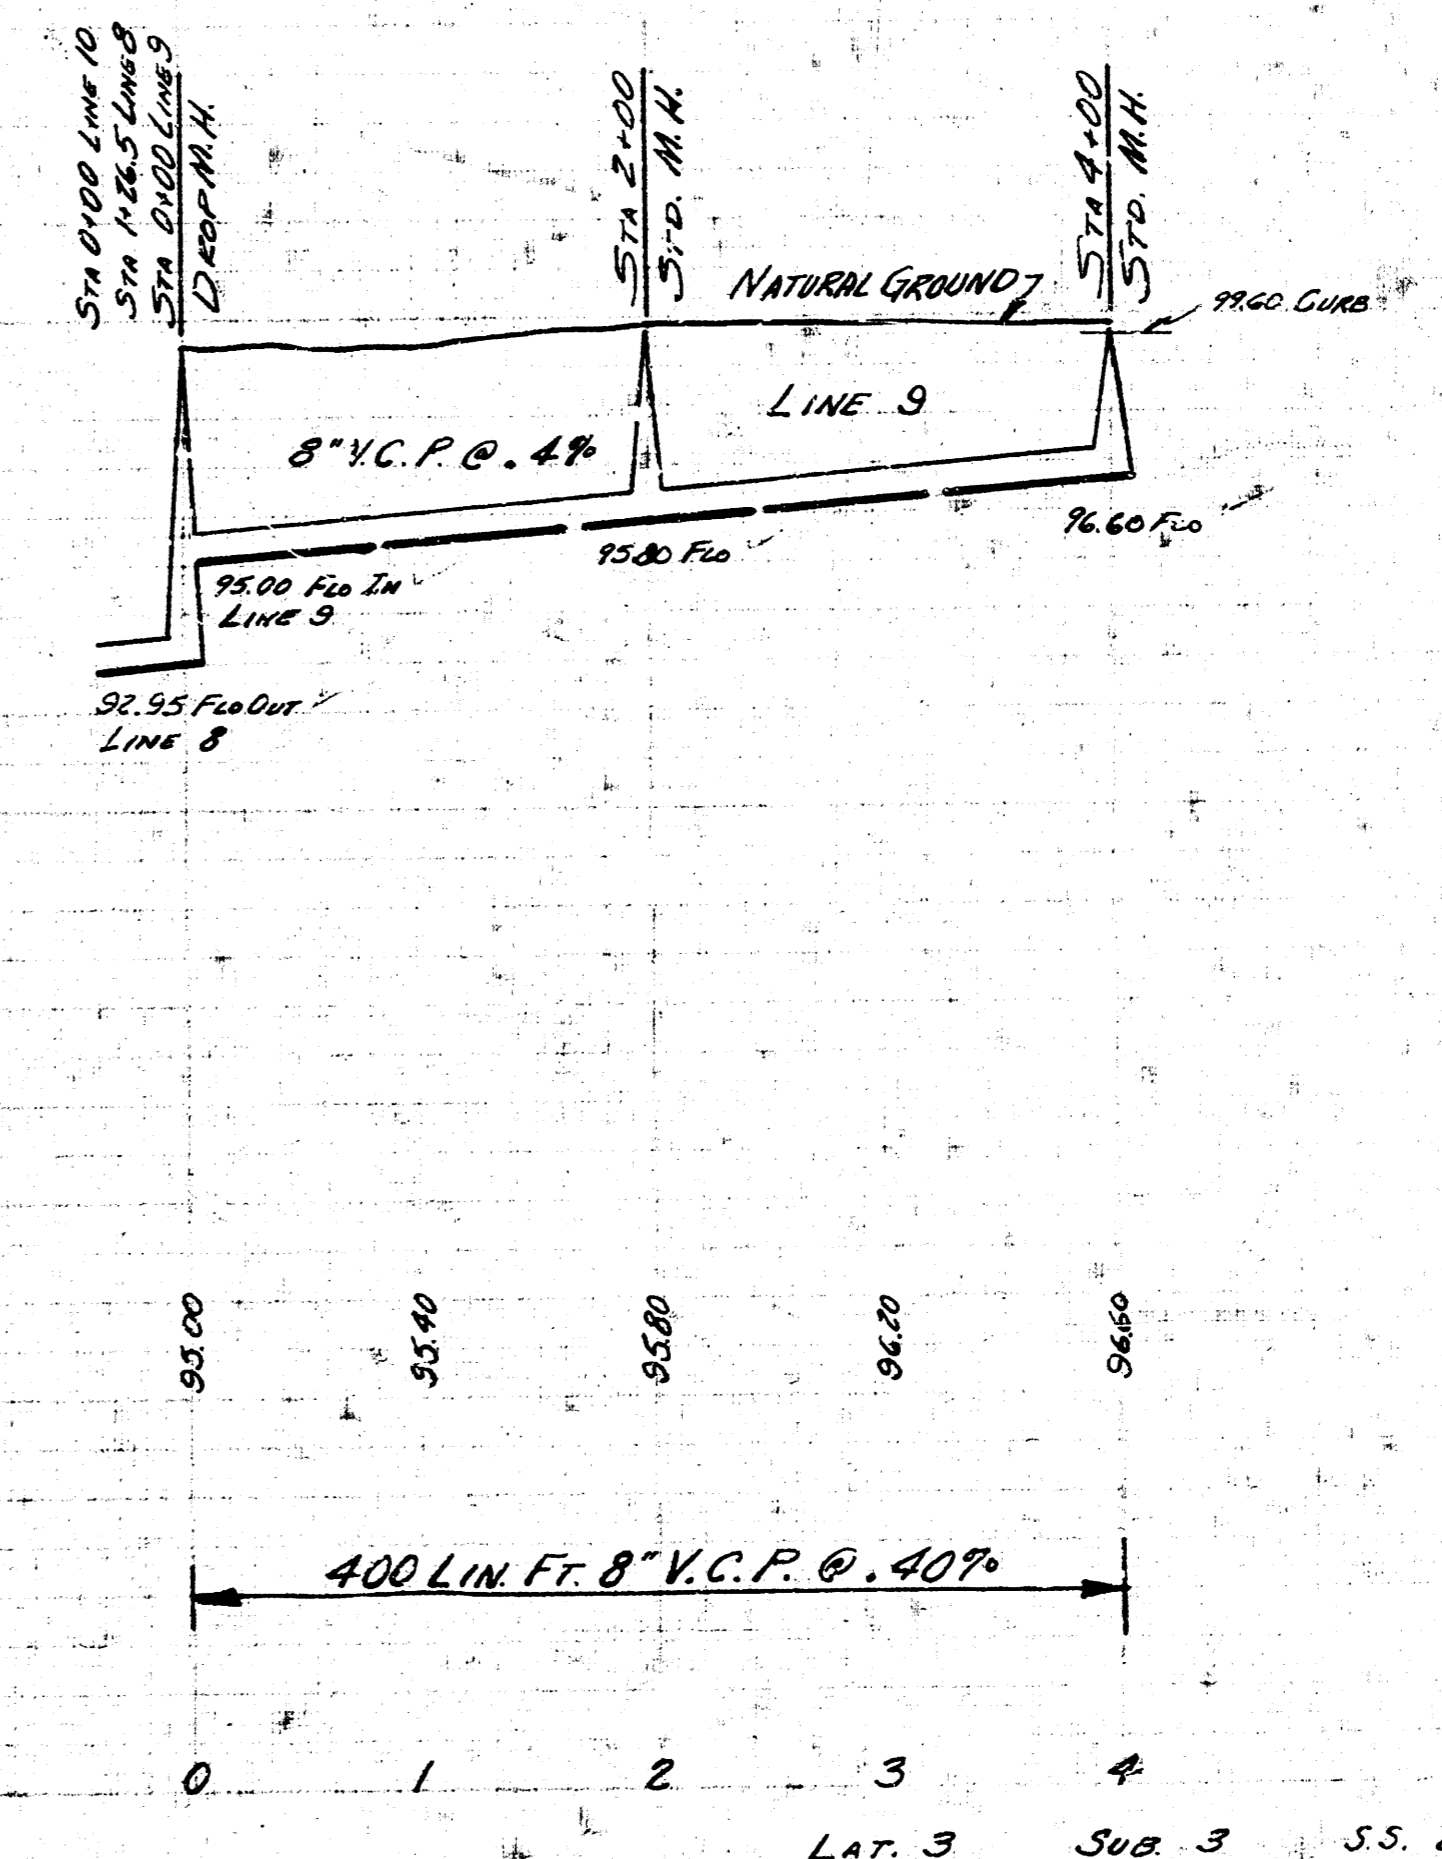 STA 0+00 LINE 10
STA 1+26.5 LINE 8
STA 0+00 LINE 9
DROP M.H.
STA 2+00
STD. M.H.
STA 4+00
STD. M.H.
NATURAL GROUND
99.60 CURB
LINE 9
8" V.C.P. @ .4%
96.60 FLO
95.80 FLO
95.00 FLO IN
LINE 9
92.95 FLO OUT
LINE 8
95.00
95.40
95.80
96.20
96.60
400 LIN. FT. 8" V.C.P. @ .40%
0 1 2 3 4
LAT. 3 SUB. 3 S.S.